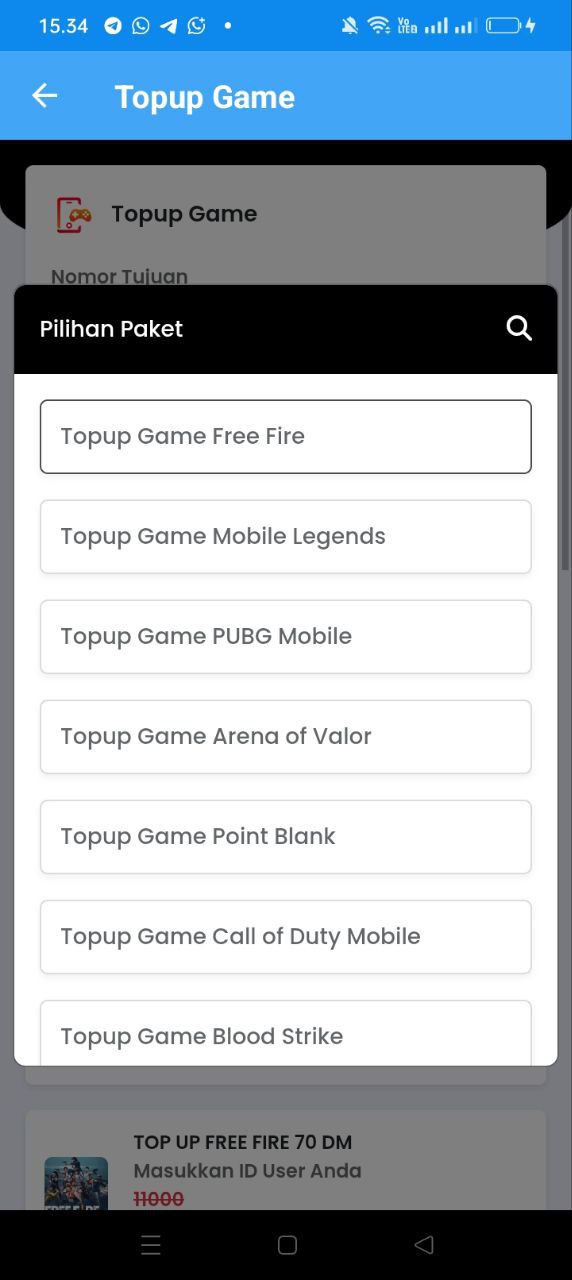 15.34
Vo
LTE
Topup Game
Topup Game
Nomor Tujuan
Pilihan Paket
Topup Game Free Fire
Topup Game Mobile Legends
Topup Game PUBG Mobile
Topup Game Arena of Valor
Topup Game Point Blank
Topup Game Call of Duty Mobile
Topup Game Blood Strike
TOP UP FREE FIRE 70 DM
Masukkan ID User Anda
11000